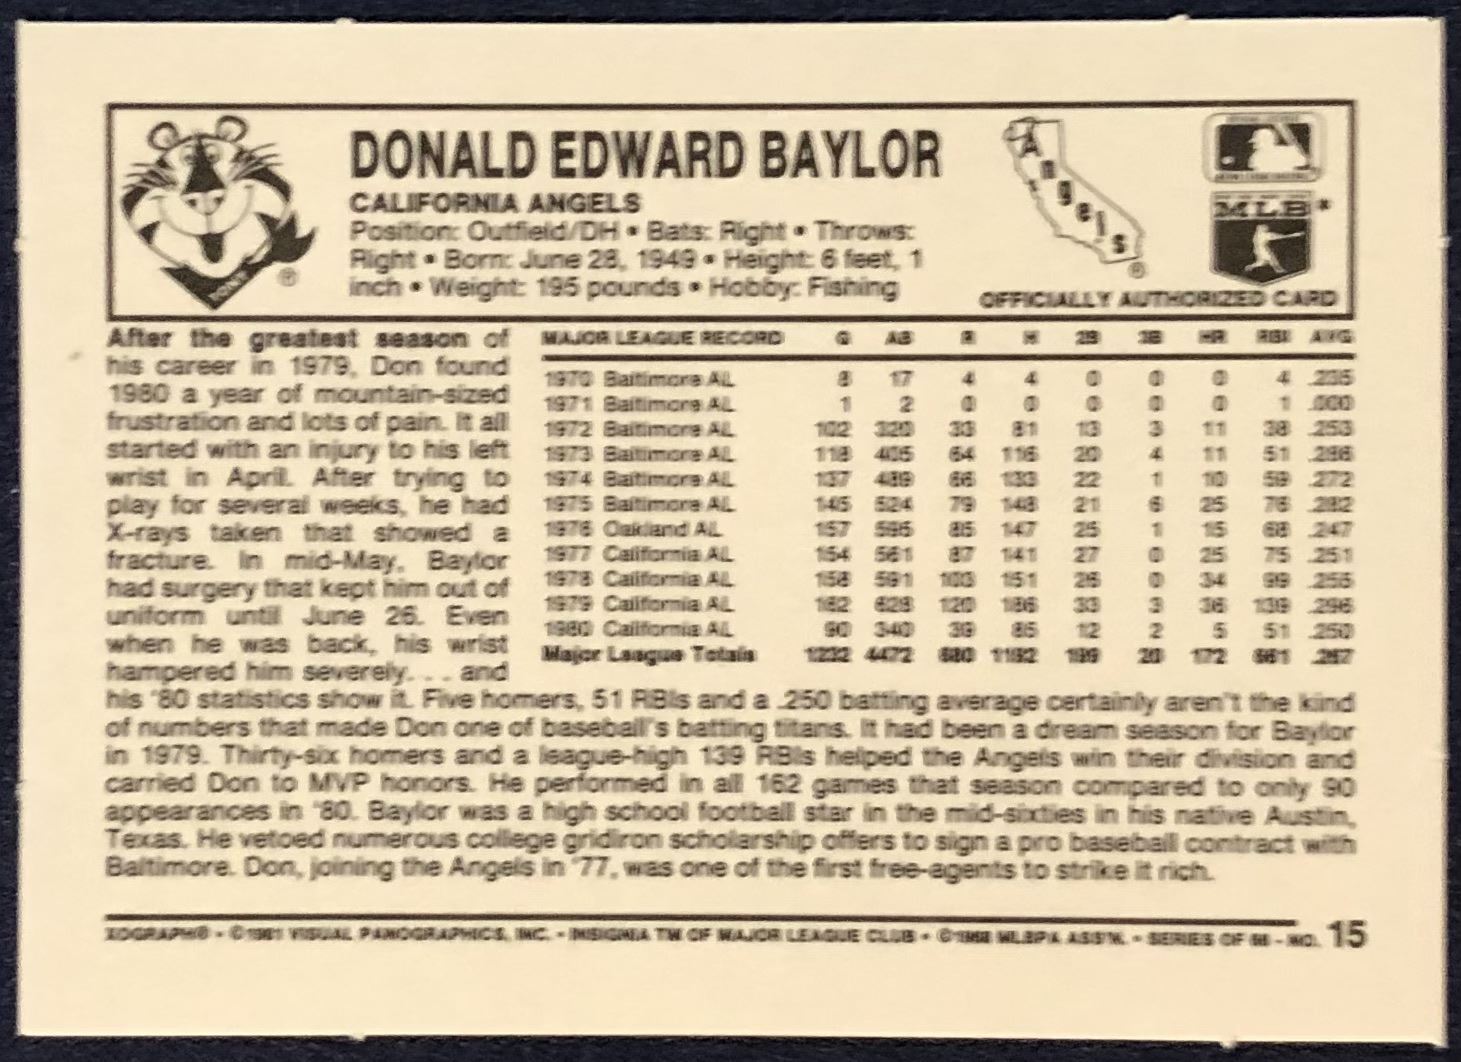 DONALD EDWARD BAYLOR
CALIFORNIA ANGELS
Position: Outfield/DH • Bats: Right • Throws:
Right • Born: June 28, 1949 • Height: 6 feet, 1
inch • Weight: 195 pounds • Hobby: Fishing
TONY
®
Angels
®
MLB*
OFFICIALLY AUTHORIZED CARD
After the greatest season of
his career in 1979, Don found
1980 a year of mountain-sized
frustration and lots of pain. It all
started with an injury to his left
wrist in April. After trying to
play for several weeks, he had
X-rays taken that showed a
fracture. In mid-May, Baylor
had surgery that kept him out of
uniform until June 26. Even
when he was back, his wrist
hampered him severely. . . and
MAJOR LEAGUE RECORD G AB R H 2B 3B HR RBI AVG
1970 Baltimore AL 8 17 4 4 0 0 0 4 .235
1971 Baltimore AL 1 2 0 0 0 0 0 1 .000
1972 Baltimore AL 102 320 33 81 13 3 11 38 .253
1973 Baltimore AL 118 405 64 116 20 4 11 51 .286
1974 Baltimore AL 137 489 66 133 22 1 10 59 .272
1975 Baltimore AL 145 524 79 148 21 6 25 76 .282
1976 Oakland AL 157 595 85 147 25 1 15 68 .247
1977 California AL 154 561 87 141 27 0 25 75 .251
1978 California AL 158 591 103 151 26 0 34 99 .255
1979 California AL 162 628 120 186 33 3 36 139 .296
1980 California AL 90 340 39 85 12 2 5 51 .250
Major League Totals 1232 4472 680 1192 199 20 172 661 .267
his '80 statistics show it. Five homers, 51 RBIs and a .250 batting average certainly aren't the kind
of numbers that made Don one of baseball's batting titans. It had been a dream season for Baylor
in 1979. Thirty-six homers and a league-high 139 RBIs helped the Angels win their division and
carried Don to MVP honors. He performed in all 162 games that season compared to only 90
appearances in '80. Baylor was a high school football star in the mid-sixties in his native Austin,
Texas. He vetoed numerous college gridiron scholarship offers to sign a pro baseball contract with
Baltimore. Don, joining the Angels in '77, was one of the first free-agents to strike it rich.
XOGRAPH® • ©1981 VISUAL PANOGRAPHICS, INC. • INSIGNIA TM OF MAJOR LEAGUE CLUB • MLBPA ASS'N. • SERIES OF 66 - NO. 15